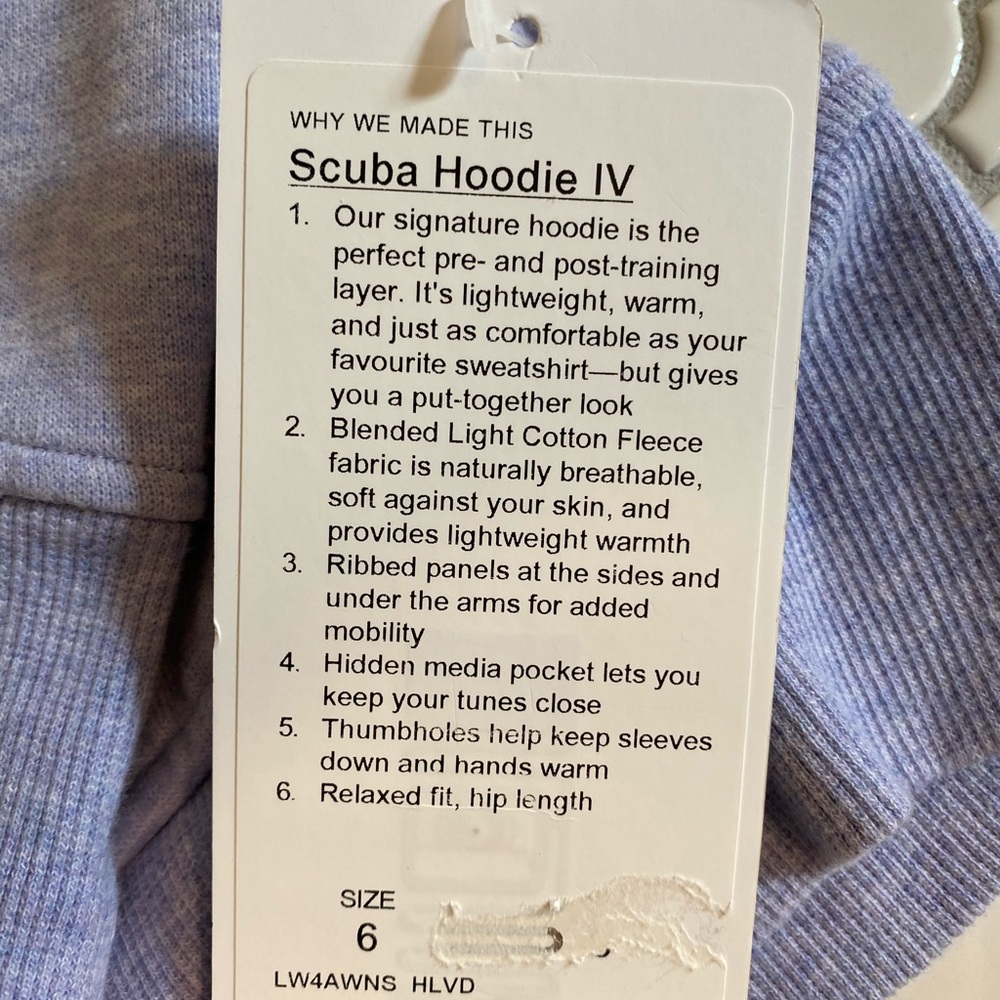 WHY WE MADE THIS
Scuba Hoodie IV
1. Our signature hoodie is the
perfect pre- and post-training
layer. It's lightweight, warm,
and just as comfortable as your
favourite sweatshirt—but gives
you a put-together look
2. Blended Light Cotton Fleece
fabric is naturally breathable,
soft against your skin, and
provides lightweight warmth
3. Ribbed panels at the sides and
under the arms for added
mobility
4. Hidden media pocket lets you
keep your tunes close
5. Thumbholes help keep sleeves
down and hands warm
6. Relaxed fit, hip length
SIZE
6
LW4AWNS HLVD